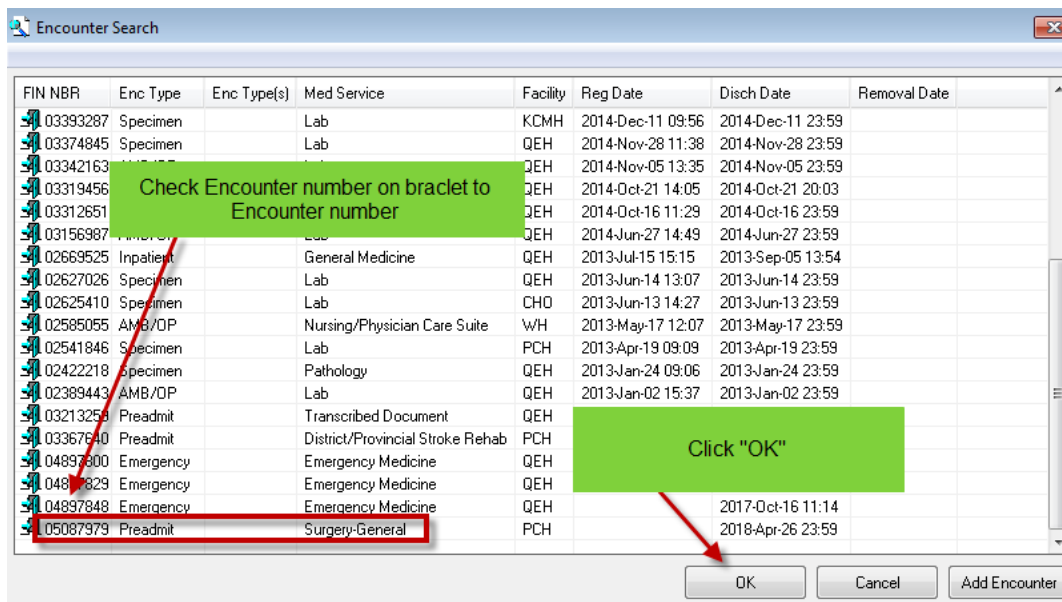 Encounter Search
FIN NBR Enc Type Enc Type(s) Med Service Facility Reg Date Disch Date Removal Date
03393287 Specimen Lab KCMH 2014-Dec-11 09:56 2014-Dec-11 23:59
03374845 Specimen Lab QEH 2014-Nov-28 11:38 2014-Nov-28 23:59
03342163 QEH 2014-Nov-05 13:35 2014-Nov-05 23:59
03319456 QEH 2014-Oct-21 14:05 2014-Oct-21 20:03
03312651 QEH 2014-Oct-16 11:29 2014-Oct-16 23:59
Check Encounter number on braclet to
Encounter number
03156987 QEH 2014-Jun-27 14:49 2014-Jun-27 23:59
02669525 Inpatient General Medicine QEH 2013-Jul-15 15:15 2013-Sep-05 13:54
02627026 Specimen Lab QEH 2013-Jun-14 13:07 2013-Jun-14 23:59
02625410 Specimen Lab CHO 2013-Jun-13 14:27 2013-Jun-13 23:59
02585055 AMB/OP Nursing/Physician Care Suite WH 2013-May-17 12:07 2013-May-17 23:59
02541846 Specimen Lab PCH 2013-Apr-19 09:09 2013-Apr-19 23:59
02422218 Specimen Pathology QEH 2013-Jan-24 09:06 2013-Jan-24 23:59
02389443 AMB/OP Lab QEH 2013-Jan-02 15:37 2013-Jan-02 23:59
Preadmit Transcribed Document QEH
Preadmit District/Provincial Stroke Rehab PCH
Click "OK"
Emergency Emergency Medicine QEH
Emergency Emergency Medicine QEH
04897848 Emergency Emergency Medicine QEH 2017-Oct-16 11:14
05087979 Preadmit Surgery-General PCH 2018-Apr-26 23:59
OK Cancel Add Encounter